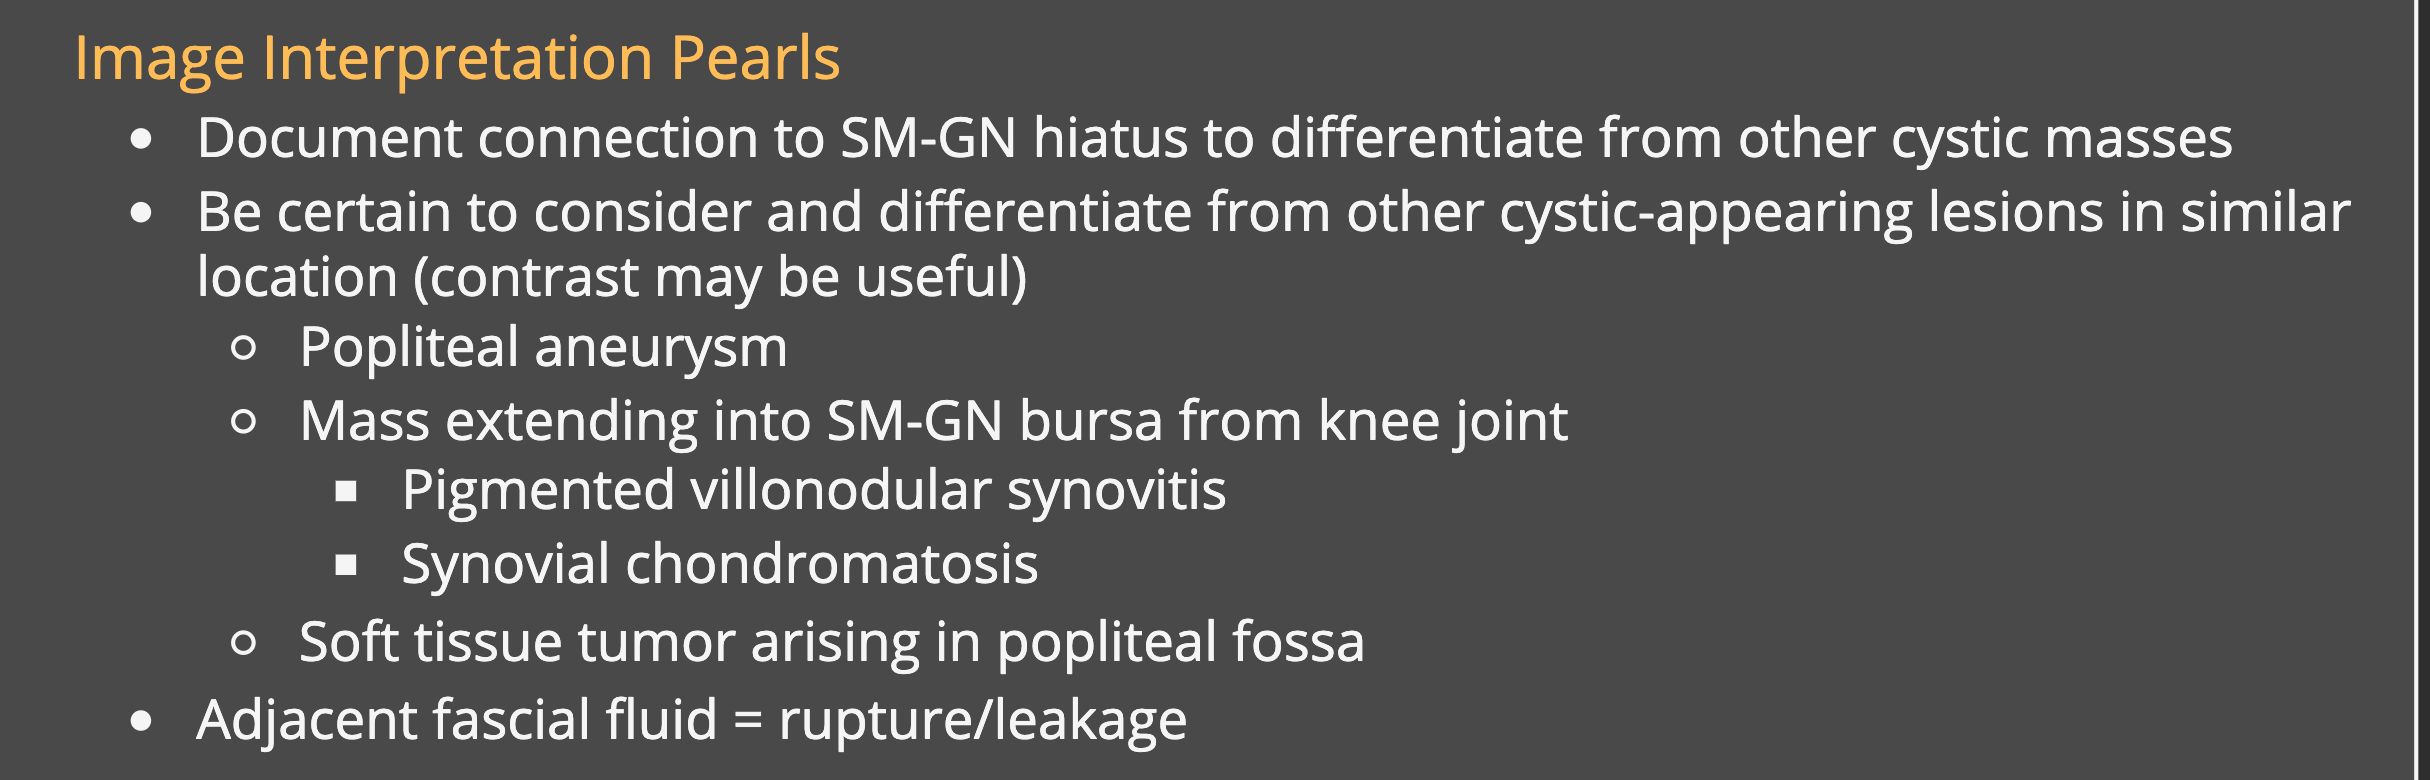 Image Interpretation Pearls
• Document connection to SM-GN hiatus to differentiate from other cystic masses
• Be certain to consider and differentiate from other cystic-appearing lesions in similar
location (contrast may be useful)
○ Popliteal aneurysm
○ Mass extending into SM-GN bursa from knee joint
▪ Pigmented villonodular synovitis
▪ Synovial chondromatosis
○ Soft tissue tumor arising in popliteal fossa
• Adjacent fascial fluid = rupture/leakage